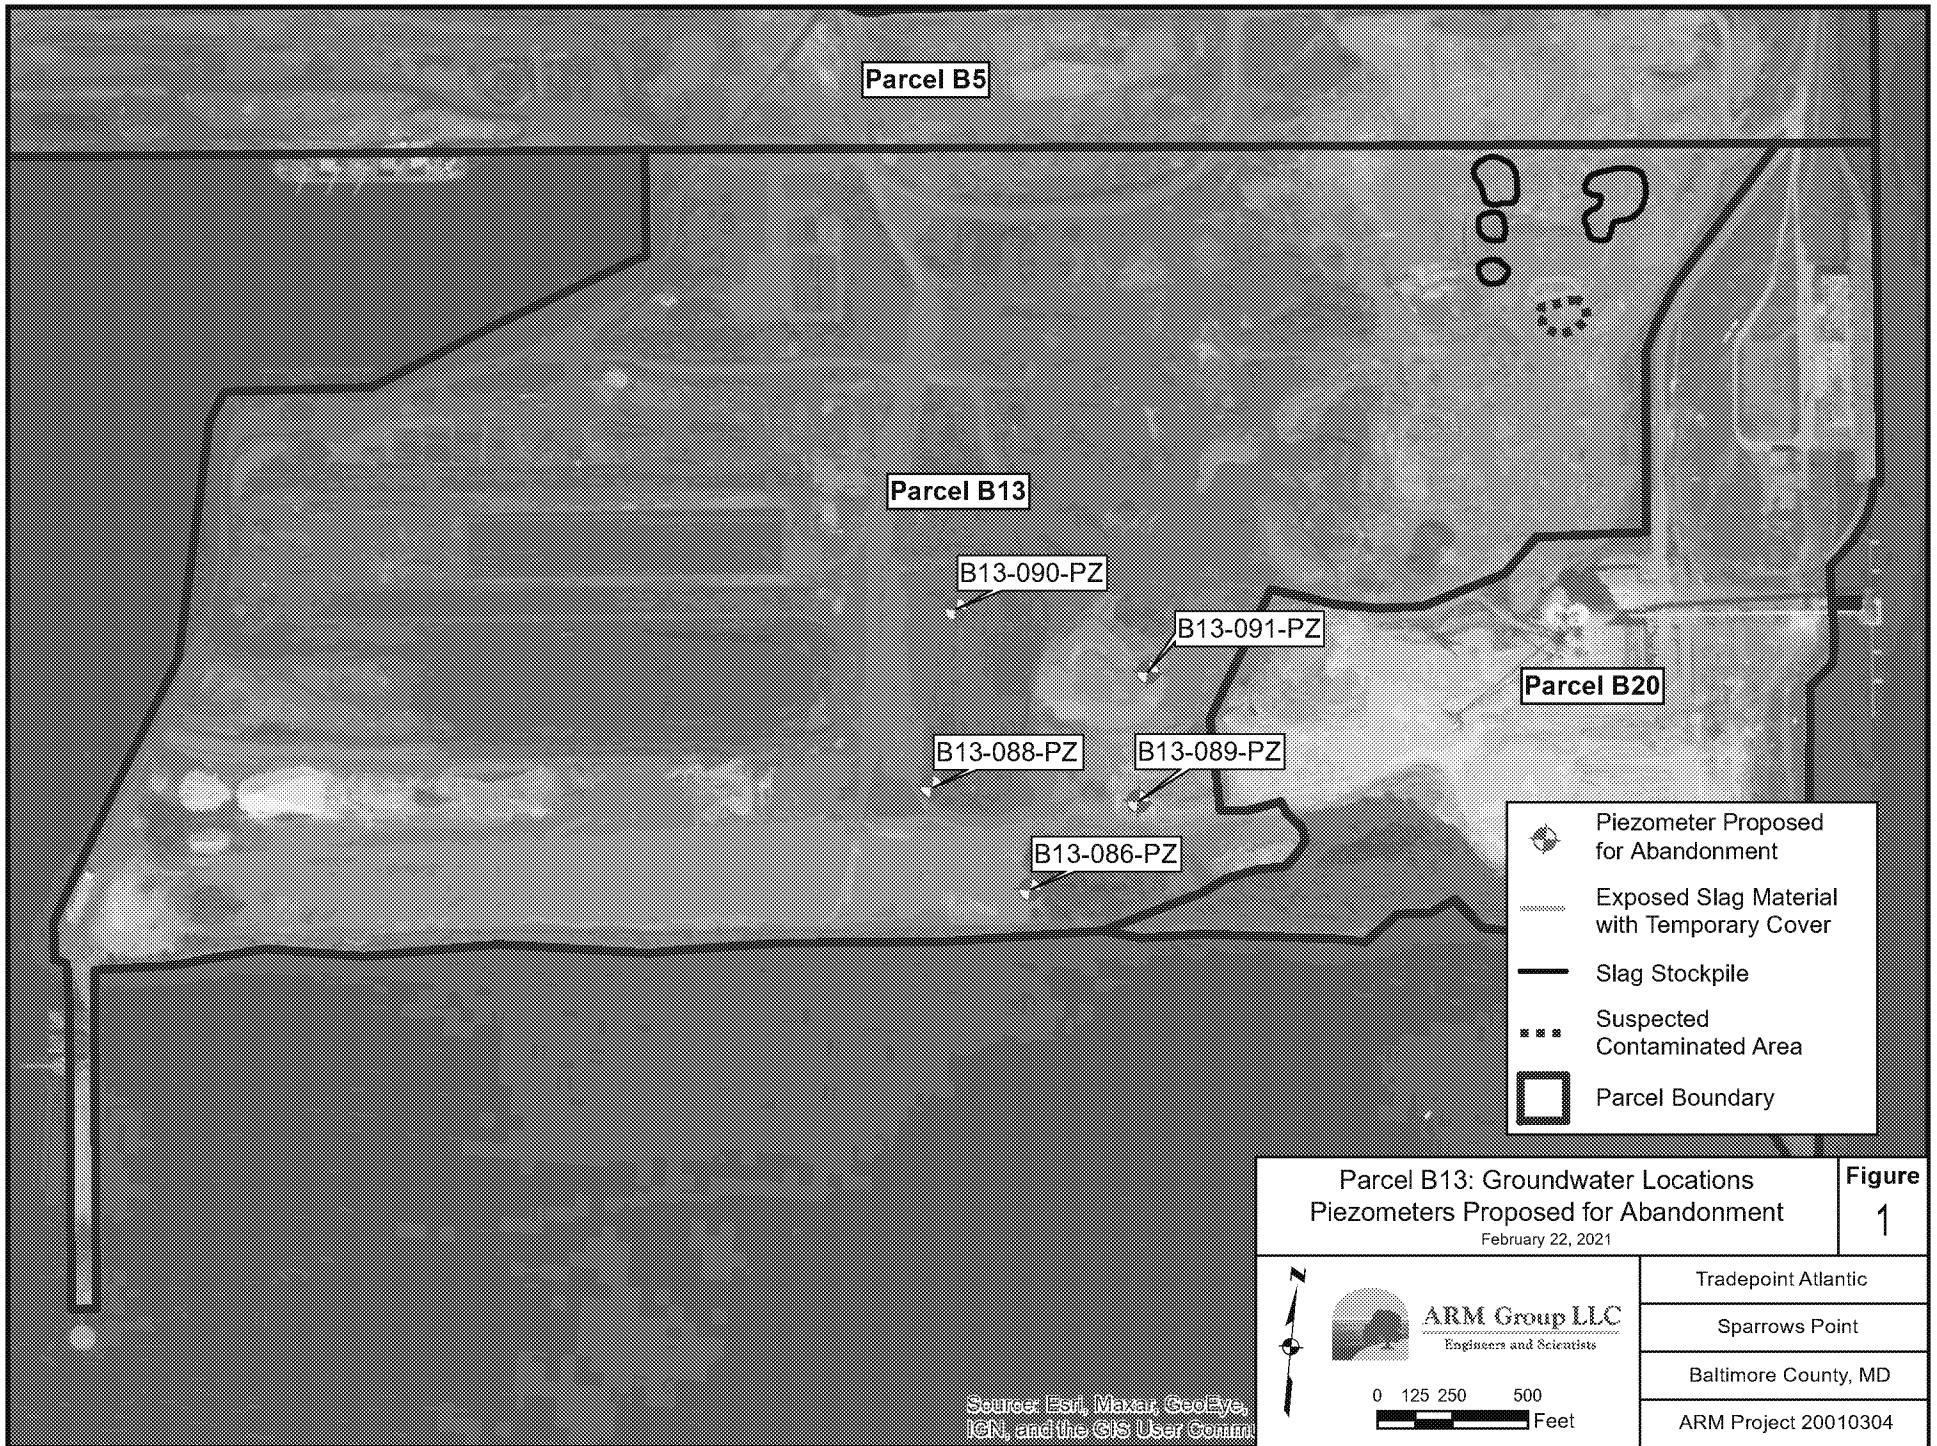 Parcel B5
Parcel B13
B13-090-PZ
B13-091-PZ
Parcel B20
B13-088-PZ
B13-089-PZ
B13-086-PZ
Piezometer Proposed
for Abandonment
Exposed Slag Material
with Temporary Cover
Slag Stockpile
Suspected
Contaminated Area
Parcel Boundary
Parcel B13: Groundwater Locations
Piezometers Proposed for Abandonment
February 22, 2021
Figure
1
N
ARM Group LLC
Engineers and Scientists
0 125 250 500
Feet
Tradepoint Atlantic
Sparrows Point
Baltimore County, MD
ARM Project 20010304
Source: Esri, Maxar, GeoEye,
IGN, and the GIS User Commu